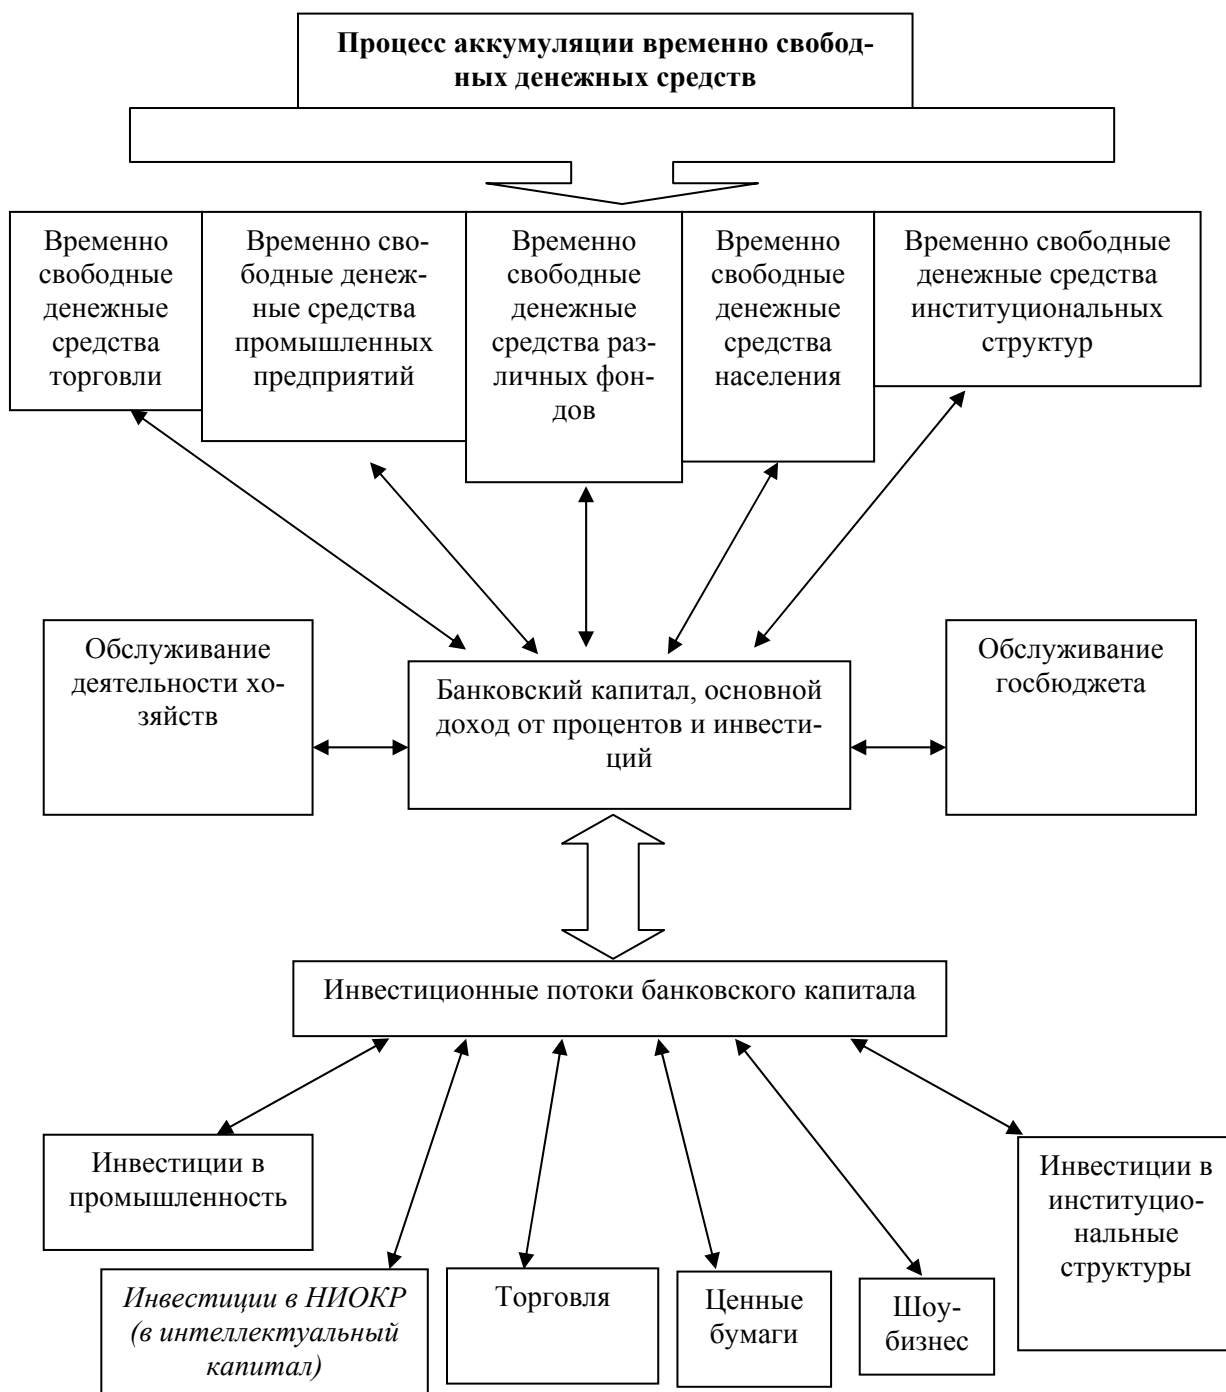 Процесс аккумуляции временно свобод-
ных денежных средств
Временно
свободные
денежные
средства
торговли
Временно сво-
бодные денеж-
ные средства
промышленных
предприятий
Временно
свободные
денежные
средства раз-
личных фон-
дов
Временно
свободные
денежные
средства
населения
Временно свободные
денежные средства
институциональных
структур
Обслуживание
деятельности хо-
зяйств
Банковский капитал, основной
доход от процентов и инвести-
ций
Обслуживание
госбюджета
Инвестиционные потоки банковского капитала
Инвестиции в
промышленность
Инвестиции в НИОКР
(в интеллектуальный
капитал)
Торговля
Ценные
бумаги
Шоу-
бизнес
Инвестиции в
институцио-
нальные
структуры